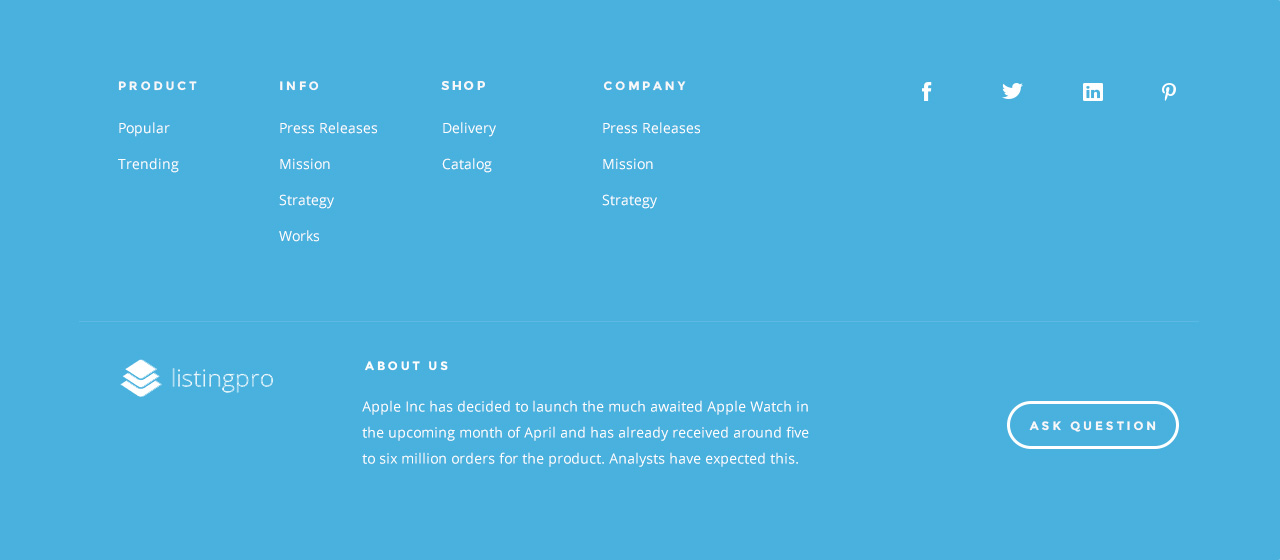 PRODUCT
Popular
Trending
INFO
Press Releases
Mission
Strategy
Works
SHOP
Delivery
Catalog
COMPANY
Press Releases
Mission
Strategy
listingpro
ABOUT US
Apple Inc has decided to launch the much awaited Apple Watch in
the upcoming month of April and has already received around five
to six million orders for the product. Analysts have expected this.
ASK QUESTION